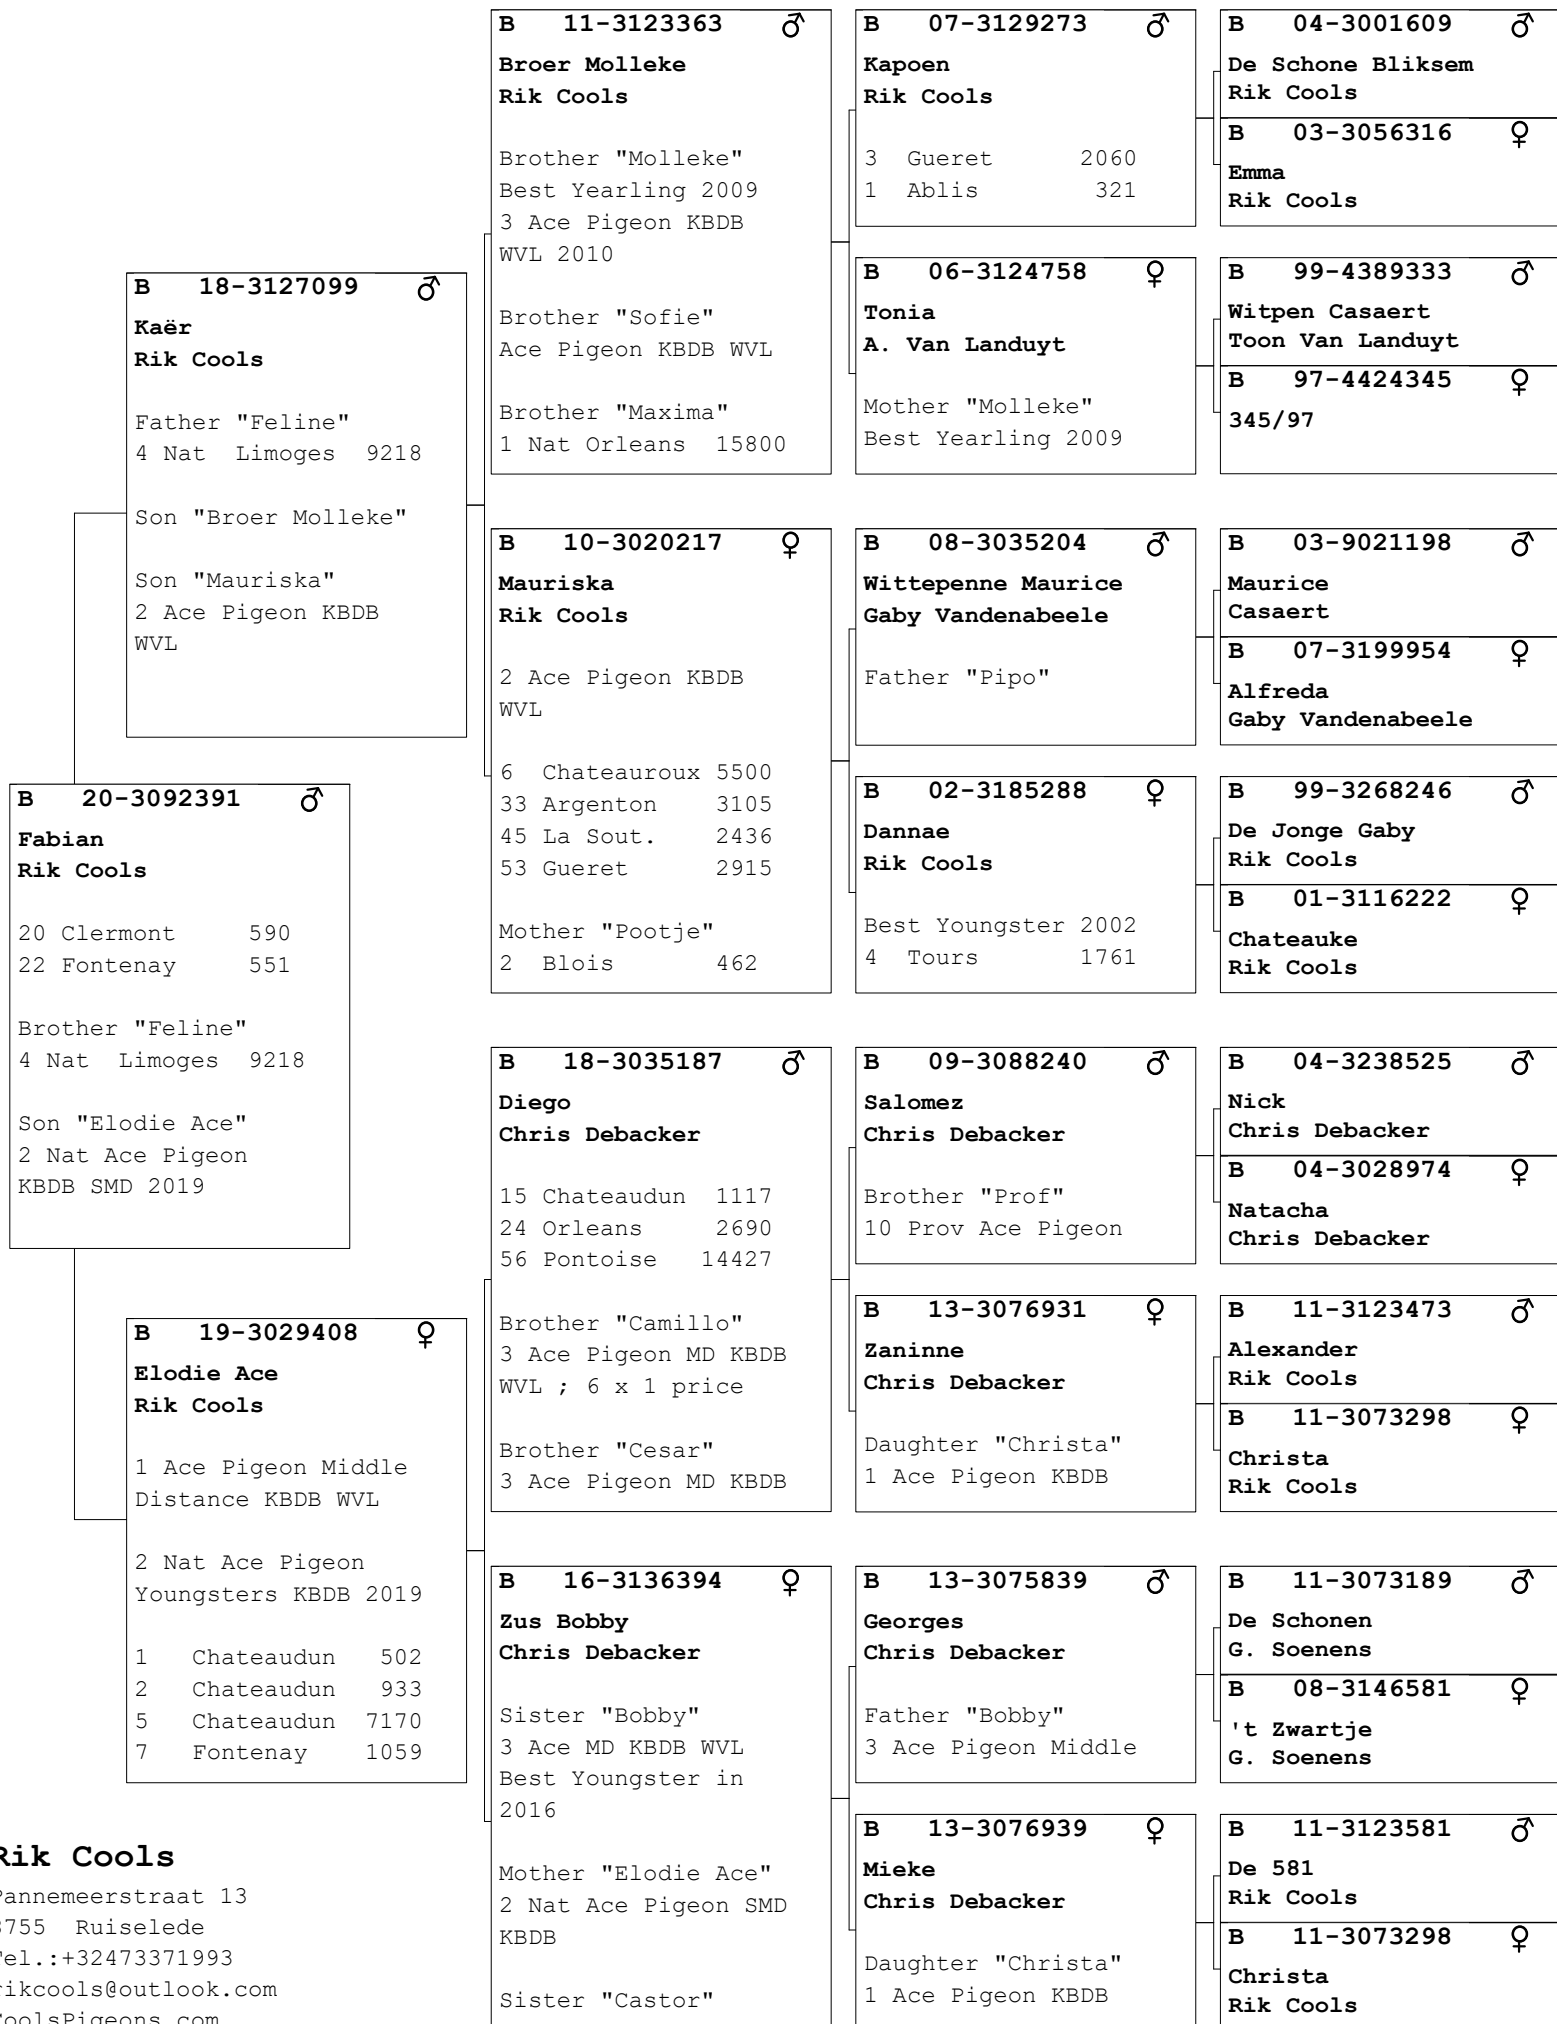 B 20-3092391 ♂
Fabian
Rik Cools
20 Clermont 590
22 Fontenay 551
Brother "Feline"
4 Nat Limoges 9218
Son "Elodie Ace"
2 Nat Ace Pigeon
KBDB SMD 2019
B 18-3127099 ♂
Kaër
Rik Cools
Father "Feline"
4 Nat Limoges 9218
Son "Broer Molleke"
Son "Mauriska"
2 Ace Pigeon KBDB
WVL
B 19-3029408 ♀
Elodie Ace
Rik Cools
1 Ace Pigeon Middle
Distance KBDB WVL
2 Nat Ace Pigeon
Youngsters KBDB 2019
1 Chateaudun 502
2 Chateaudun 933
5 Chateaudun 7170
7 Fontenay 1059
B 11-3123363 ♂
Broer Molleke
Rik Cools
Brother "Molleke"
Best Yearling 2009
3 Ace Pigeon KBDB
WVL 2010
Brother "Sofie"
Ace Pigeon KBDB WVL
Brother "Maxima"
1 Nat Orleans 15800
B 10-3020217 ♀
Mauriska
Rik Cools
2 Ace Pigeon KBDB
WVL
6 Chateauroux 5500
33 Argenton 3105
45 La Sout. 2436
53 Gueret 2915
Mother "Pootje"
2 Blois 462
B 18-3035187 ♂
Diego
Chris Debacker
15 Chateaudun 1117
24 Orleans 2690
56 Pontoise 14427
Brother "Camillo"
3 Ace Pigeon MD KBDB
WVL ; 6 x 1 price
Brother "Cesar"
3 Ace Pigeon MD KBDB
B 16-3136394 ♀
Zus Bobby
Chris Debacker
Sister "Bobby"
3 Ace MD KBDB WVL
Best Youngster in
2016
Mother "Elodie Ace"
2 Nat Ace Pigeon SMD
KBDB
Sister "Castor"
B 07-3129273 ♂
Kapoen
Rik Cools
3 Gueret 2060
1 Ablis 321
B 06-3124758 ♀
Tonia
A. Van Landuyt
Mother "Molleke"
Best Yearling 2009
B 08-3035204 ♂
Wittepenne Maurice
Gaby Vandenabeele
Father "Pipo"
B 02-3185288 ♀
Dannae
Rik Cools
Best Youngster 2002
4 Tours 1761
B 09-3088240 ♂
Salomez
Chris Debacker
Brother "Prof"
10 Prov Ace Pigeon
B 13-3076931 ♀
Zaninne
Chris Debacker
Daughter "Christa"
1 Ace Pigeon KBDB
B 13-3075839 ♂
Georges
Chris Debacker
Father "Bobby"
3 Ace Pigeon Middle
B 13-3076939 ♀
Mieke
Chris Debacker
Daughter "Christa"
1 Ace Pigeon KBDB
B 04-3001609 ♂
De Schone Bliksem
Rik Cools
B 03-3056316 ♀
Emma
Rik Cools
B 99-4389333 ♂
Witpen Casaert
Toon Van Landuyt
B 97-4424345 ♀
345/97
B 03-9021198 ♂
Maurice
Casaert
B 07-3199954 ♀
Alfreda
Gaby Vandenabeele
B 99-3268246 ♂
De Jonge Gaby
Rik Cools
B 01-3116222 ♀
Chateauke
Rik Cools
B 04-3238525 ♂
Nick
Chris Debacker
B 04-3028974 ♀
Natacha
Chris Debacker
B 11-3123473 ♂
Alexander
Rik Cools
B 11-3073298 ♀
Christa
Rik Cools
B 11-3073189 ♂
De Schonen
G. Soenens
B 08-3146581 ♀
't Zwartje
G. Soenens
B 11-3123581 ♂
De 581
Rik Cools
B 11-3073298 ♀
Christa
Rik Cools
Rik Cools
Pannemeerstraat 13
8755 Ruiselede
Tel.:+32473371993
rikcools@outlook.com
CoolsPigeons.com